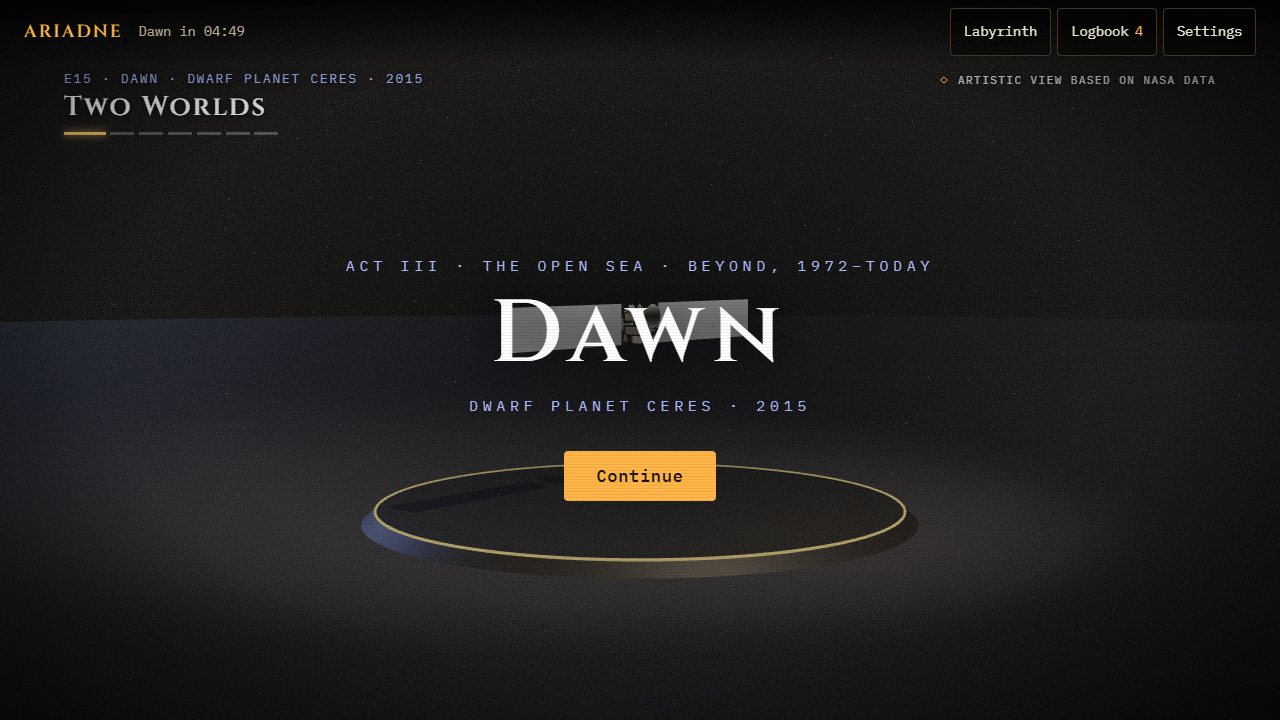 ARIADNE Dawn in 04:49 Labyrinth Logbook 4 Settings
E15 · DAWN · DWARF PLANET CERES · 2015
◇ ARTISTIC VIEW BASED ON NASA DATA
Two Worlds
ACT III · THE OPEN SEA · BEYOND, 1972–TODAY
Dawn
DWARF PLANET CERES · 2015
Continue